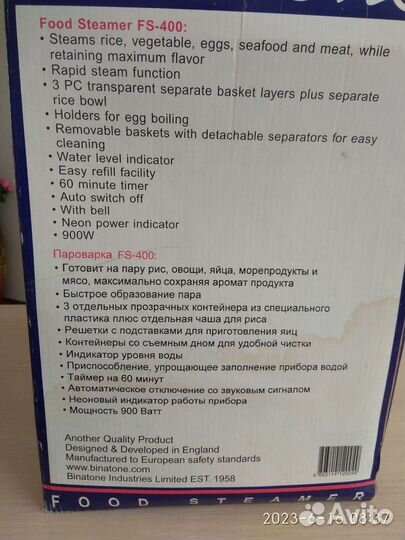 Food Steamer FS-400:
• Steams rice, vegetable, eggs, seafood and meat, while
retaining maximum flavor
• Rapid steam function
• 3 PC transparent separate basket layers plus separate
rice bowl
• Holders for egg boiling
• Removable baskets with detachable separators for easy
cleaning
• Water level indicator
• Easy refill facility
• 60 minute timer
• Auto switch off
• With bell
• Neon power indicator
• 900W
Пароварка FS-400:
• Готовит на пару рис, овощи, яйца, морепродукты и
мясо, максимально сохраняя аромат продукта
• Быстрое образование пара
• 3 отдельных прозрачных контейнера из специального
пластика плюс отдельная чаша для риса
• Решетки с подставками для приготовления яиц
• Контейнеры со съемным дном для удобной чистки
• Индикатор уровня воды
• Приспособление, упрощающее заполнение прибора водой
• Таймер на 60 минут
• Автоматическое отключение со звуковым сигналом
• Неоновый индикатор работы прибора
• Мощность 900 Ватт
Another Quality Product
Designed & Developed in England
Manufactured to European safety standards
www.binatone.com
Binatone Industries Limited EST. 1958
FOOD STEAMER
2023-6-16 08:37
Avito